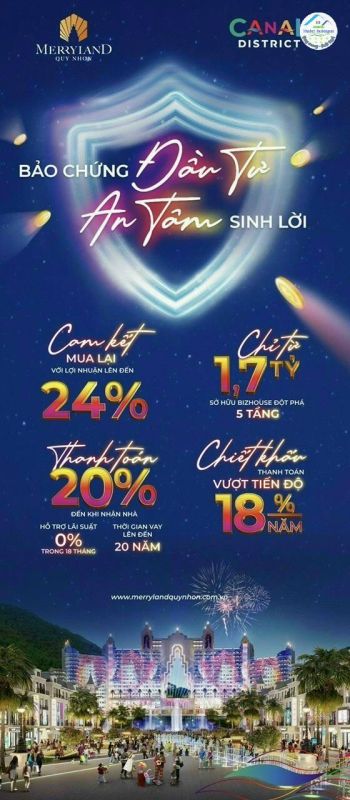 MERRYLAND
QUY NHƠN
CANAL
DISTRICT
BẢO CHỨNG Đầu Tư
An Tâm SINH LỜI
Cam kết
MUA LẠI
VỚI LỢI NHUẬN LÊN ĐẾN
24%
Chỉ từ
1,7 TỶ
SỞ HỮU BIZHOUSE ĐỘT PHÁ
5 TẦNG
Thanh toán
20%
ĐẾN KHI NHẬN NHÀ
HỖ TRỢ LÃI SUẤT
0%
TRONG 18 THÁNG
THỜI GIAN VAY
LÊN ĐẾN
20 NĂM
Chiết khấu
THANH TOÁN
VƯỢT TIẾN ĐỘ
18%/NĂM
www.merrylandquynhon.com.vn